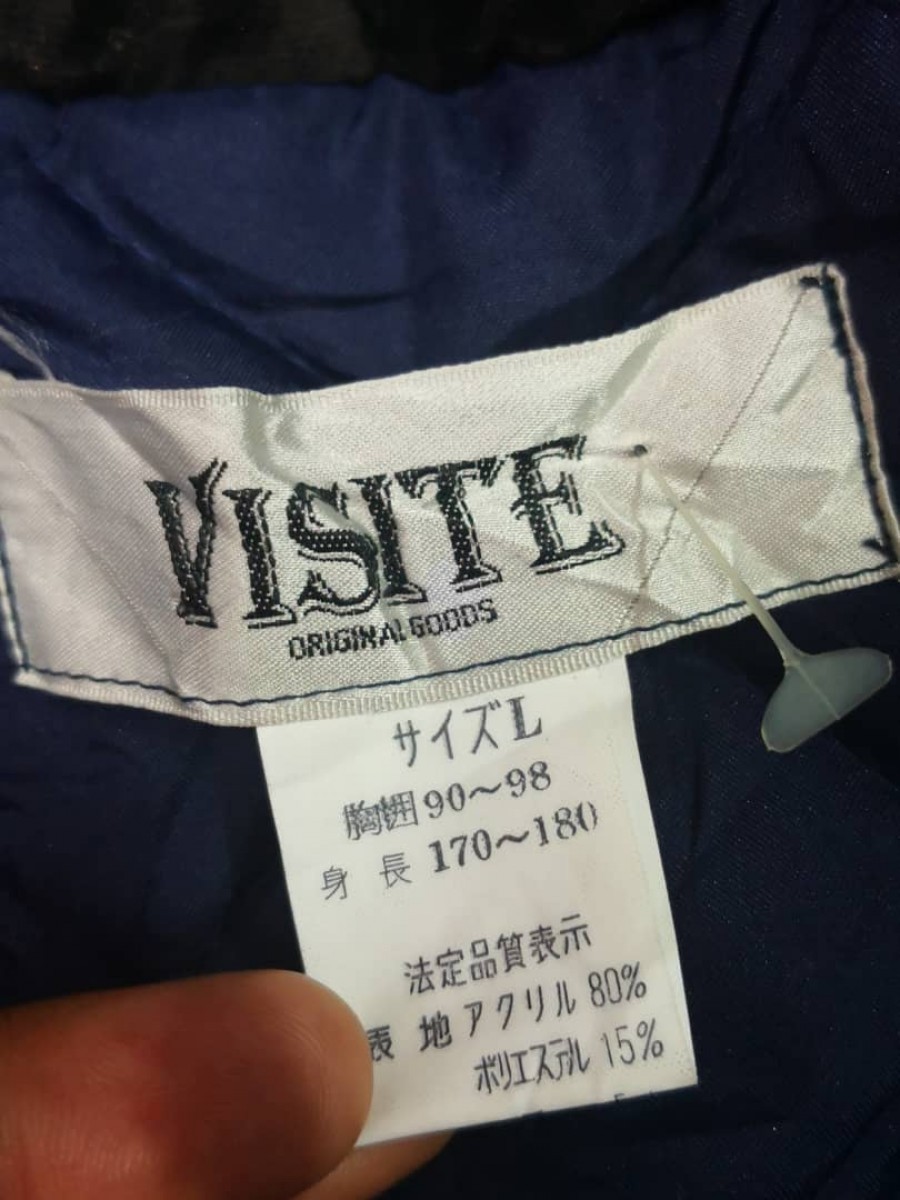 VISITE
ORIGINAL GOODS
サイズ L
胸囲 90〜98
身長 170〜180
法定品質表示
表 地 アクリル 80%
ポリエステル 15%